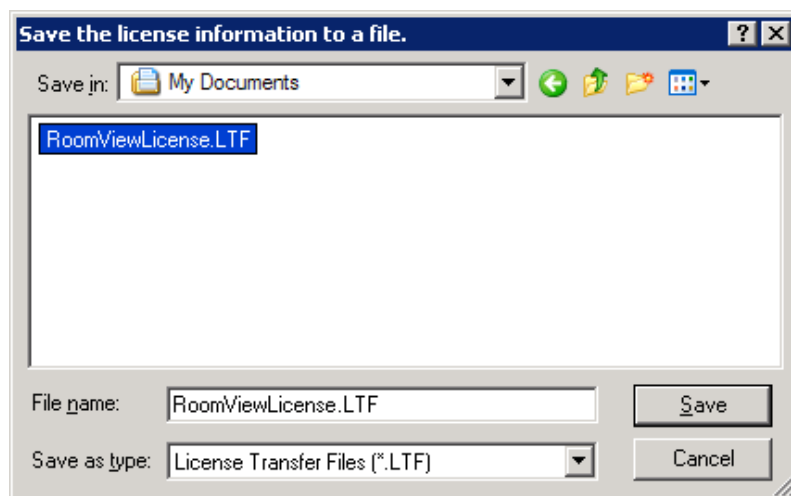 Save the license information to a file.
Save in: My Documents
RoomViewLicense.LTF
File name: RoomViewLicense.LTF Save
Save as type: License Transfer Files (*.LTF) Cancel